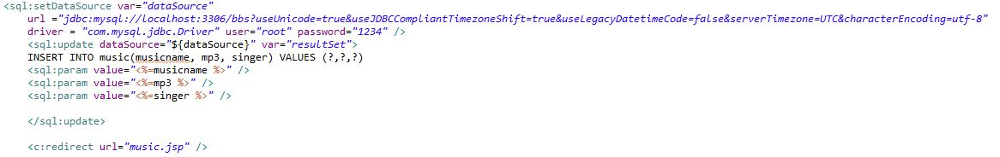 <sql:setDataSource var="dataSource"
url ="jdbc:mysql://localhost:3306/bbs?useUnicode=true&useJDBCCompliantTimezoneShift=true&useLegacyDatetimeCode=false&serverTimezone=UTC&characterEncoding=utf-8"
driver = "com.mysql.jdbc.Driver" user="root" password="1234" />
<sql:update dataSource="${dataSource}" var="resultSet">
INSERT INTO music(musicname, mp3, singer) VALUES (?,?,?)
<sql:param value="<%=musicname %>" />
<sql:param value="<%=mp3 %>" />
<sql:param value="<%=singer %>" />
</sql:update>
<c:redirect url="music.jsp" />